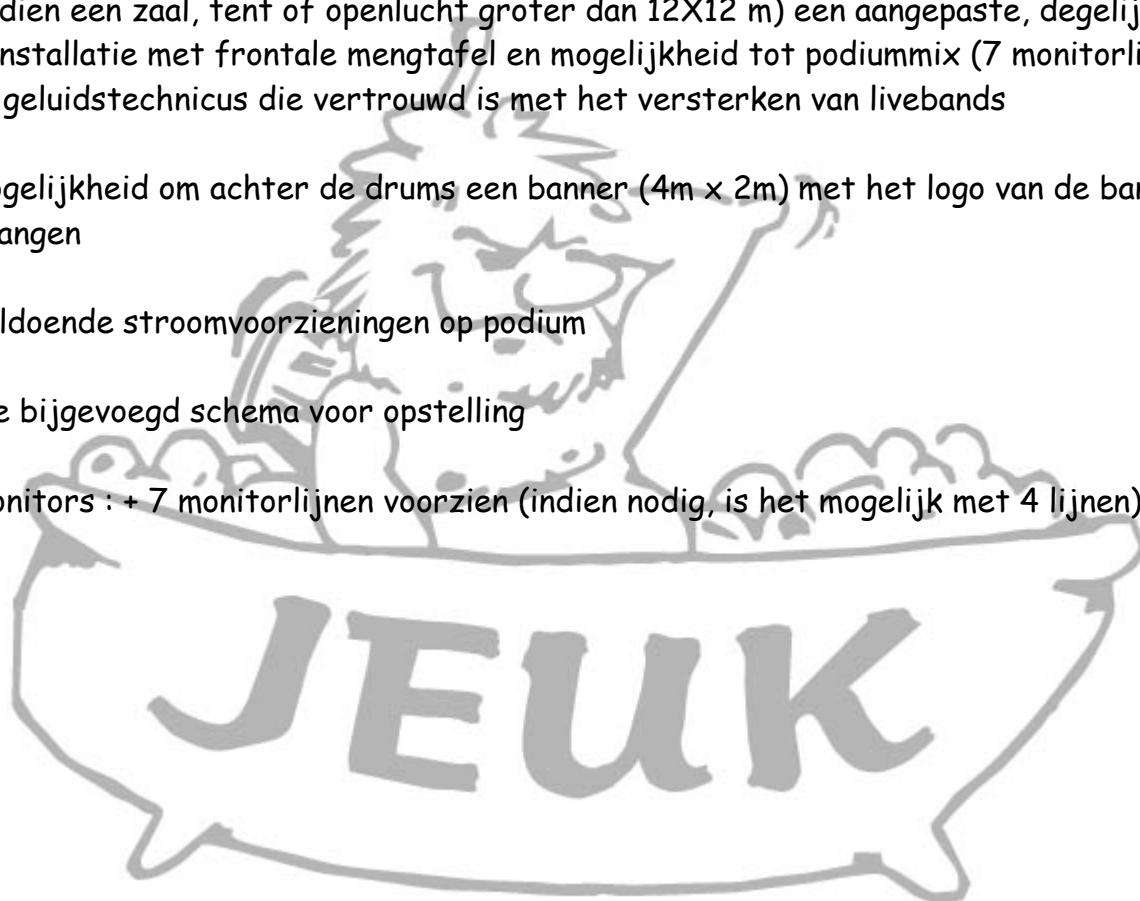 dien een zaal, tent of openlucht groter dan 12X12 m) een aangepaste, degelij
nstallatie met frontale mengtafel en mogelijkheid tot podiummix (7 monitorli
geluidstechnicus die vertrouwd is met het versterken van livebands
ogelijkheid om achter de drums een banner (4m x 2m) met het logo van de ba
angen
ldoende stroomvoorzieningen op podium
e bijgevoegd schema voor opstelling
onitors : + 7 monitorlijnen voorzien (indien nodig, is het mogelijk met 4 lijnen)
JEUK